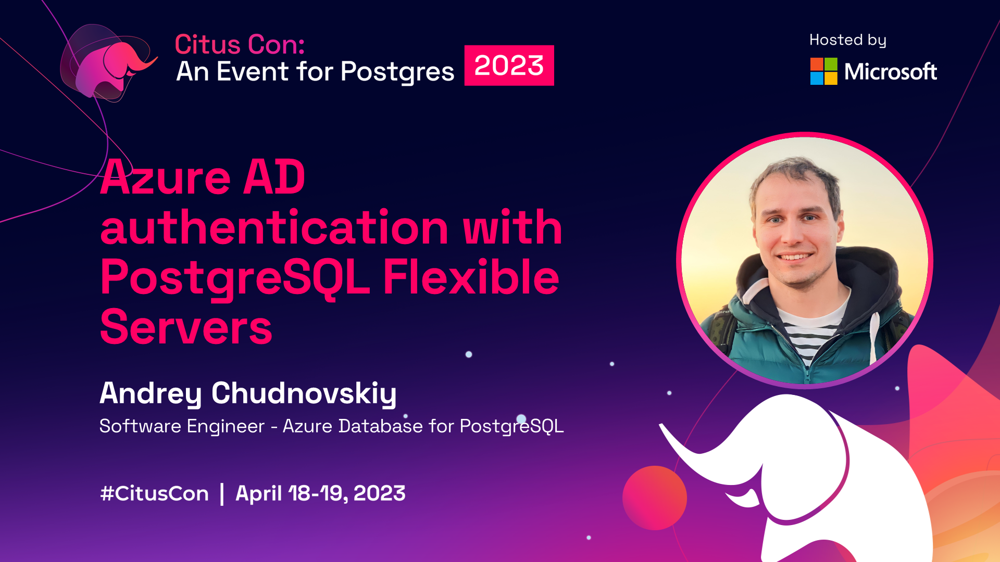 Citus Con:
An Event for Postgres 2023
Hosted by
Microsoft
Azure AD
authentication with
PostgreSQL Flexible
Servers
Andrey Chudnovskiy
Software Engineer - Azure Database for PostgreSQL
#CitusCon | April 18-19, 2023